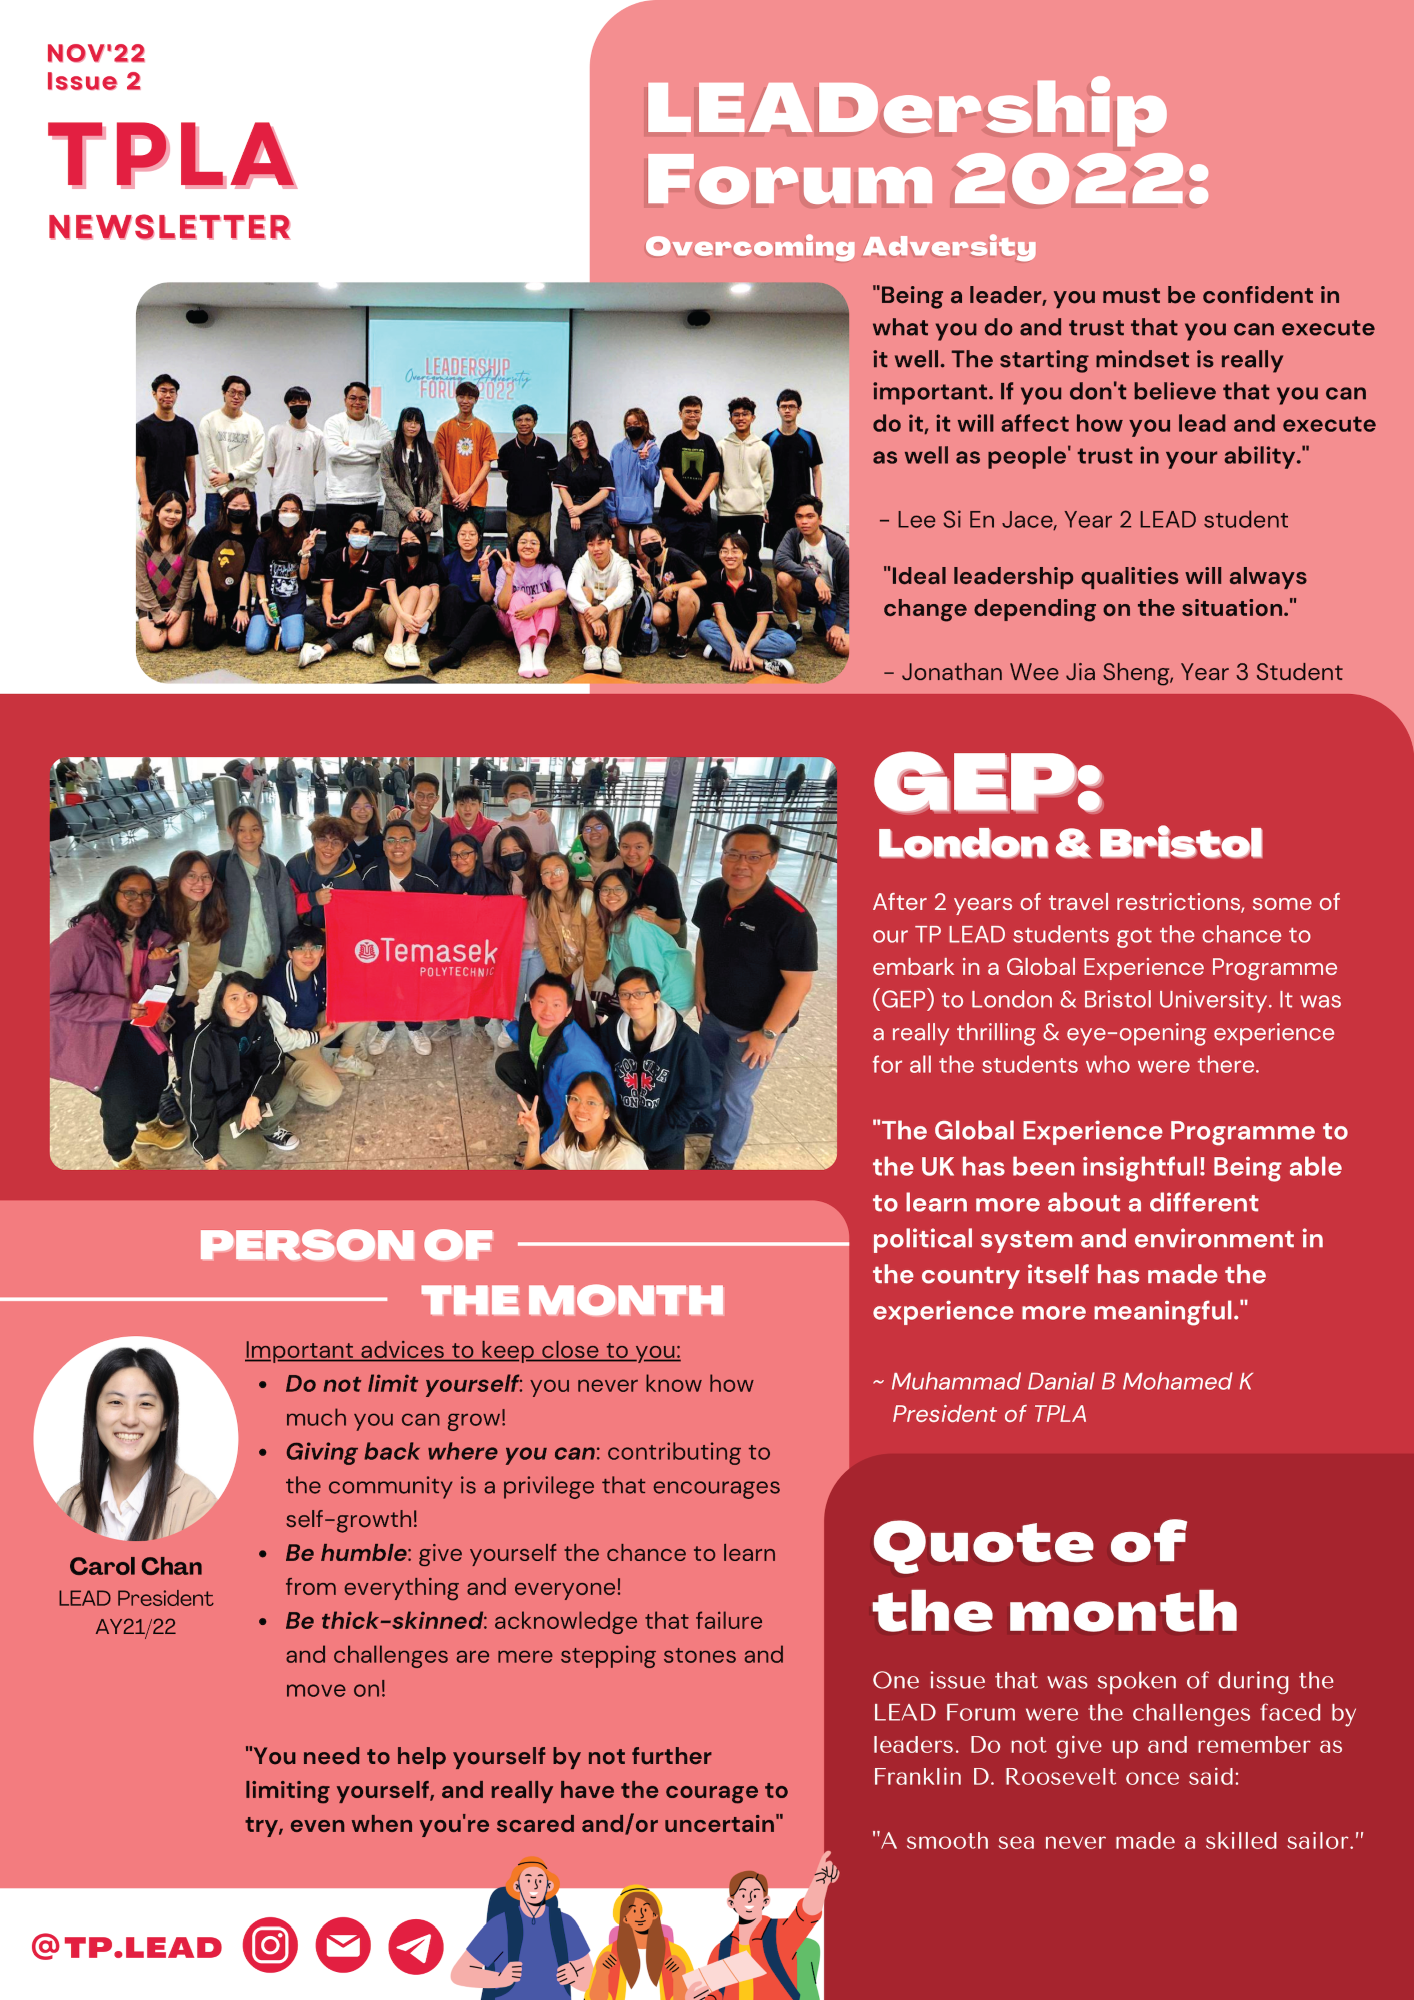 NOV'22
Issue 2
TPLA
NEWSLETTER
LEADership
Forum 2022:
Overcoming Adversity
LEADERSHIP
Overcoming Adversity
FORUM 2022
"Being a leader, you must be confident in
what you do and trust that you can execute
it well. The starting mindset is really
important. If you don't believe that you can
do it, it will affect how you lead and execute
as well as people' trust in your ability."
- Lee Si En Jace, Year 2 LEAD student
"Ideal leadership qualities will always
change depending on the situation."
- Jonathan Wee Jia Sheng, Year 3 Student
Temasek
POLYTECHNIC
GEP:
London & Bristol
After 2 years of travel restrictions, some of
our TP LEAD students got the chance to
embark in a Global Experience Programme
(GEP) to London & Bristol University. It was
a really thrilling & eye-opening experience
for all the students who were there.
"The Global Experience Programme to
the UK has been insightful! Being able
to learn more about a different
political system and environment in
the country itself has made the
experience more meaningful."
~ Muhammad Danial B Mohamed K
President of TPLA
PERSON OF
THE MONTH
Carol Chan
LEAD President
AY21/22
Important advices to keep close to you:
• Do not limit yourself: you never know how
much you can grow!
• Giving back where you can: contributing to
the community is a privilege that encourages
self-growth!
• Be humble: give yourself the chance to learn
from everything and everyone!
• Be thick-skinned: acknowledge that failure
and challenges are mere stepping stones and
move on!
"You need to help yourself by not further
limiting yourself, and really have the courage to
try, even when you're scared and/or uncertain"
Quote of
the month
One issue that was spoken of during the
LEAD Forum were the challenges faced by
leaders. Do not give up and remember as
Franklin D. Roosevelt once said:
"A smooth sea never made a skilled sailor.”
@TP.LEAD